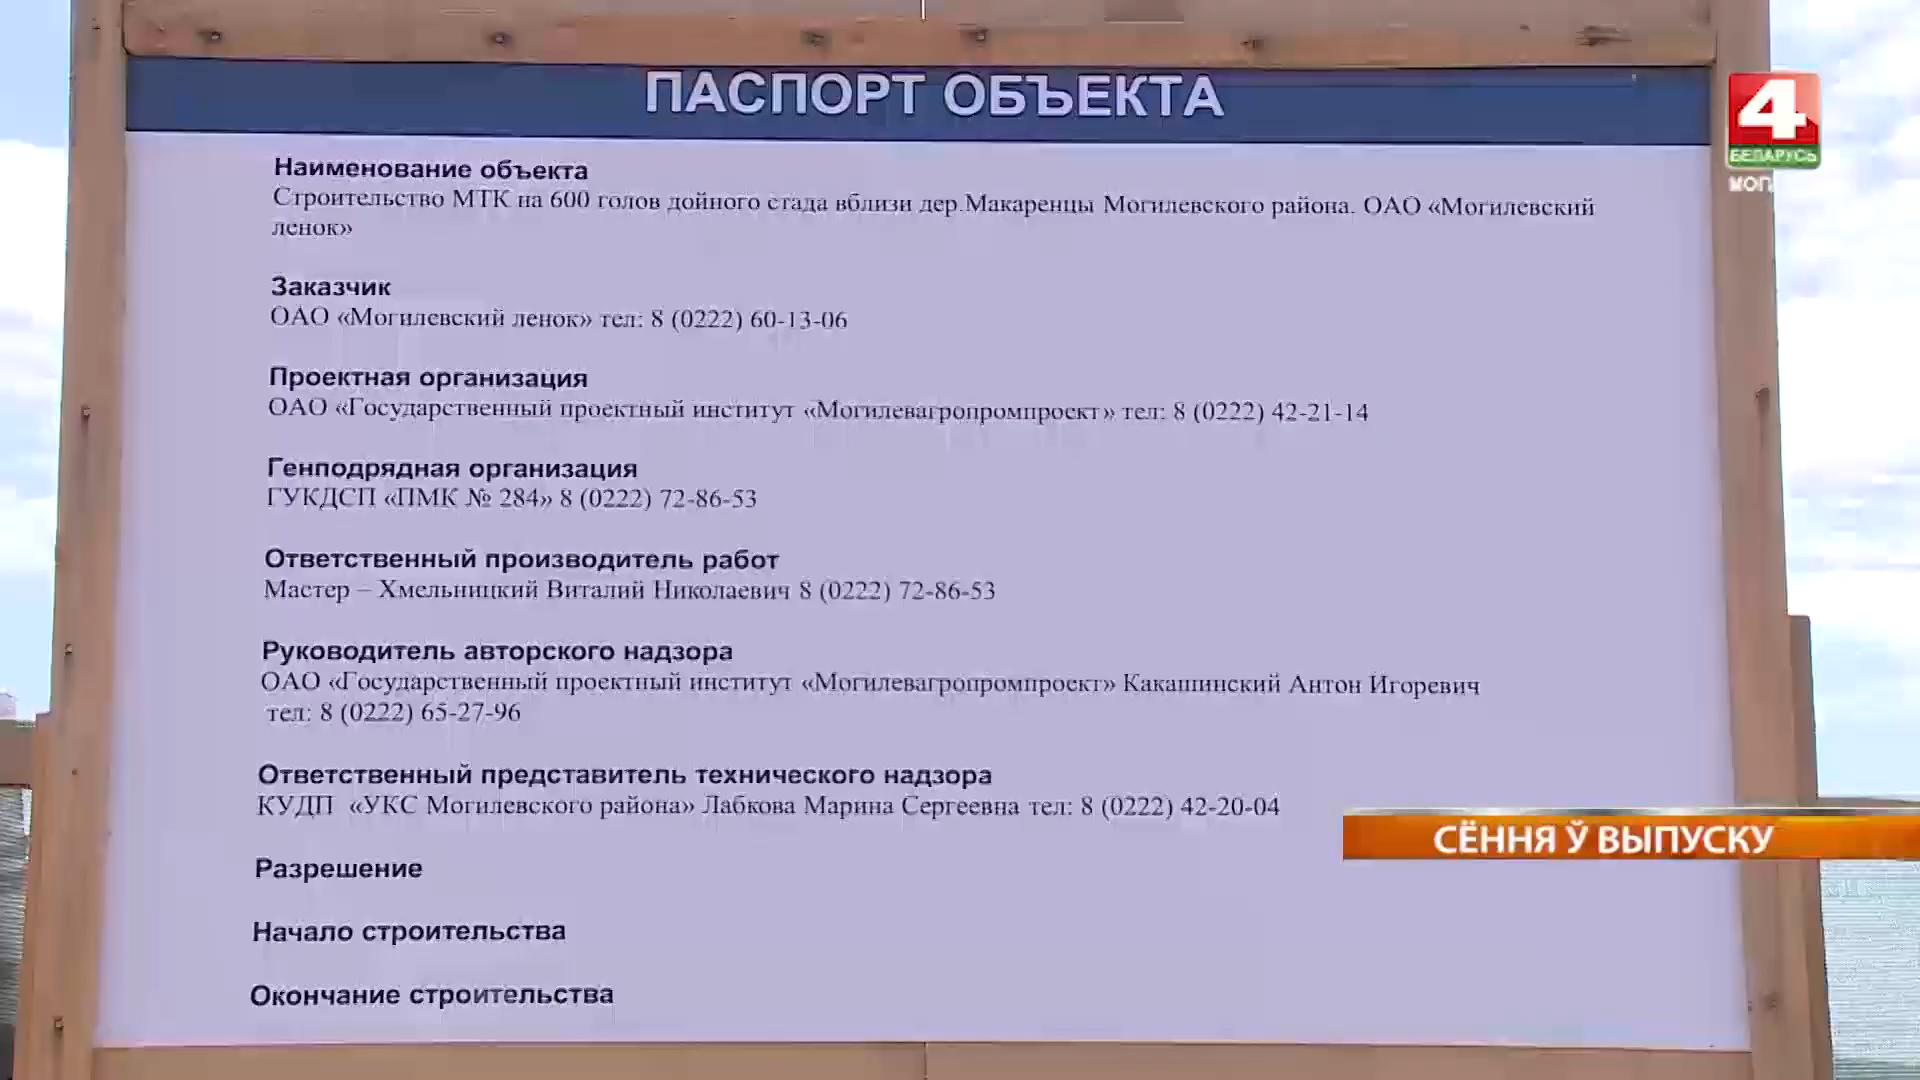 ПАСПОРТ ОБЪЕКТА
4
БЕЛАРУСЬ
Наименование объекта
Строительство МТК на 600 голов дойного стада вблизи дер.Макаренцы Могилевского района. ОАО «Могилевский
ленок»
Заказчик
ОАО «Могилевский ленок» тел: 8 (0222) 60-13-06
Проектная организация
ОАО «Государственный проектный институт «Могилевагропромпроект» тел: 8 (0222) 42-21-14
Генподрядная организация
ГУКДСП «ПМК № 284» 8 (0222) 72-86-53
Ответственный производитель работ
Мастер – Хмельницкий Виталий Николаевич 8 (0222) 72-86-53
Руководитель авторского надзора
ОАО «Государственный проектный институт «Могилевагропромпроект» Какашинский Антон Игоревич
тел: 8 (0222) 65-27-96
Ответственный представитель технического надзора
КУДП «УКС Могилевского района» Лабкова Марина Сергеевна тел: 8 (0222) 42-20-04
СЁННЯ Ў ВЫПУСКУ
Разрешение
Начало строительства
Окончание строительства